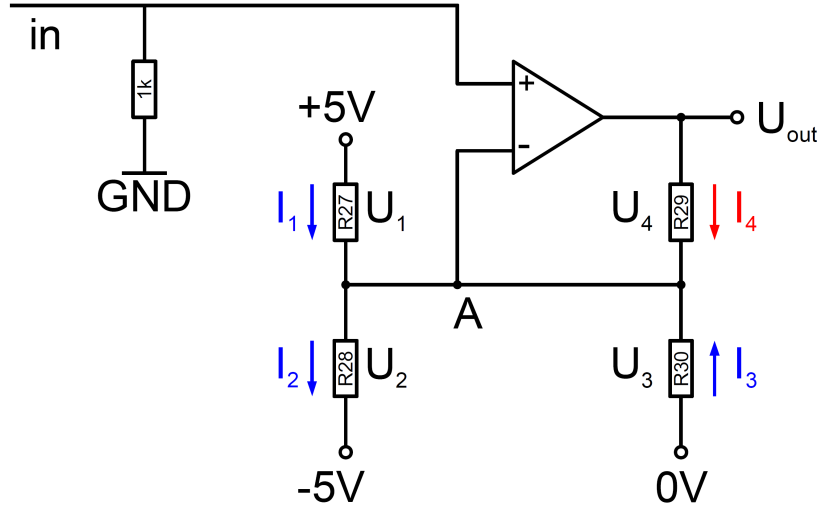 in
1k
GND
+5V
I1
R27
U1
I2
R28
U2
-5V
A
+
-
Uout
U4
R29
I4
U3
R30
I3
0V